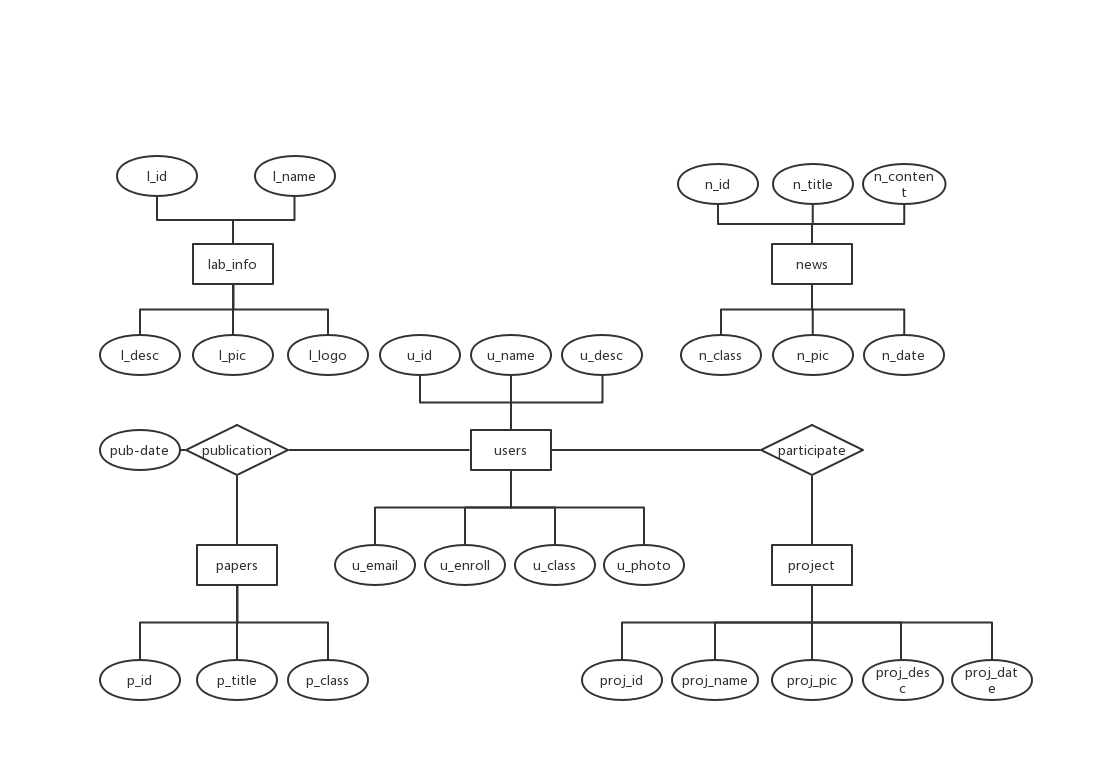 l_id
l_name
n_id
n_title
n_conten
t
lab_info
news
l_desc
l_pic
l_logo
u_id
u_name
u_desc
n_class
n_pic
n_date
pub-date
publication
users
participate
papers
u_email
u_enroll
u_class
u_photo
project
p_id
p_title
p_class
proj_id
proj_name
proj_pic
proj_des
c
proj_dat
e